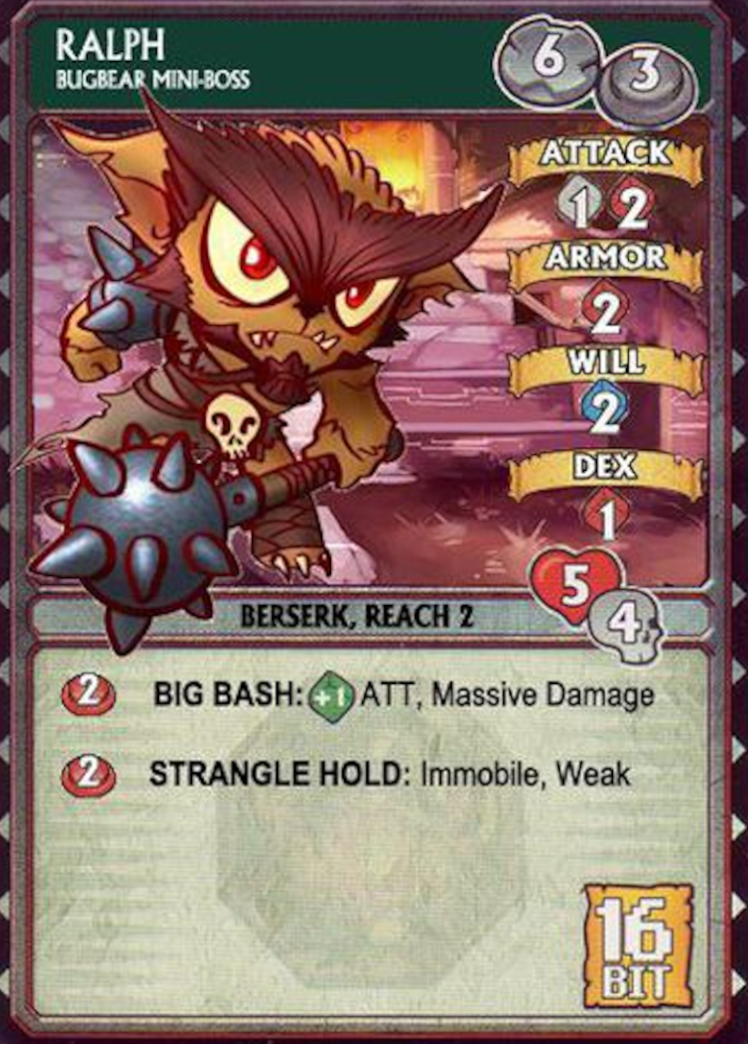 RALPH
BUGBEAR MINI-BOSS
6 3
ATTACK
1 2
ARMOR
2
WILL
2
DEX
1
5
4
BERSERK, REACH 2
2 BIG BASH: +1 ATT, Massive Damage
2 STRANGLE HOLD: Immobile, Weak
16
BIT